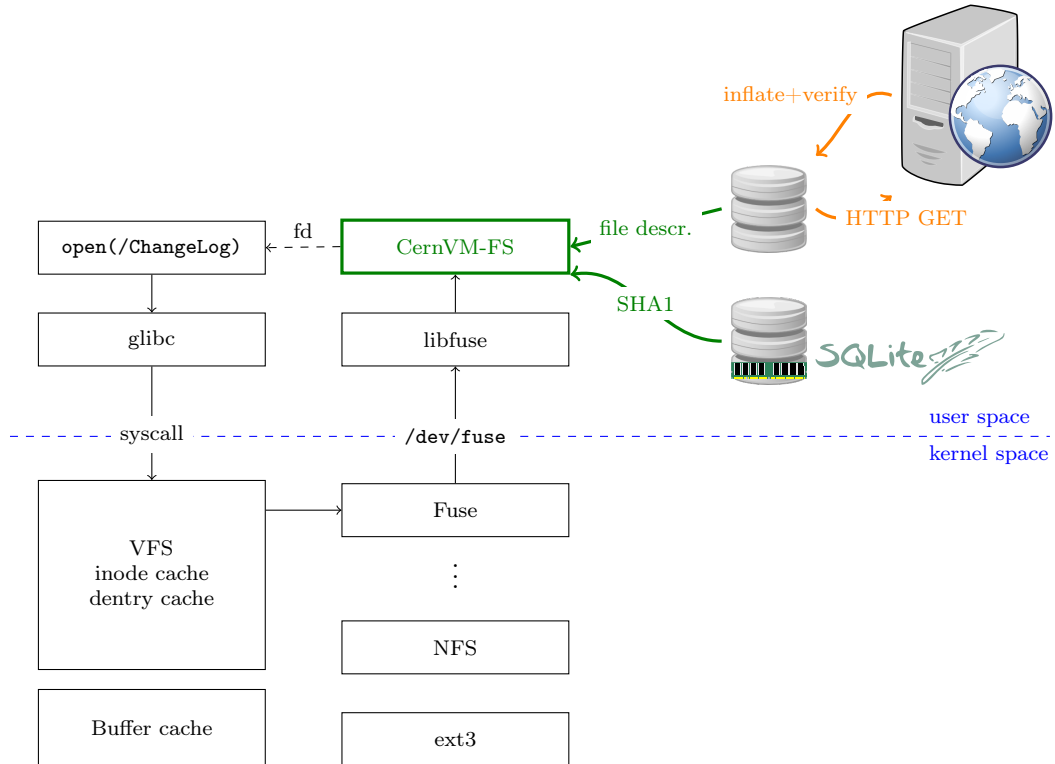 inflate+verify
HTTP GET
open(/ChangeLog)
fd
CernVM-FS
file descr.
SHA1
glibc
libfuse
SQLite
user space
syscall
/dev/fuse
kernel space
VFS
inode cache
dentry cache
Fuse
⋮
NFS
Buffer cache
ext3